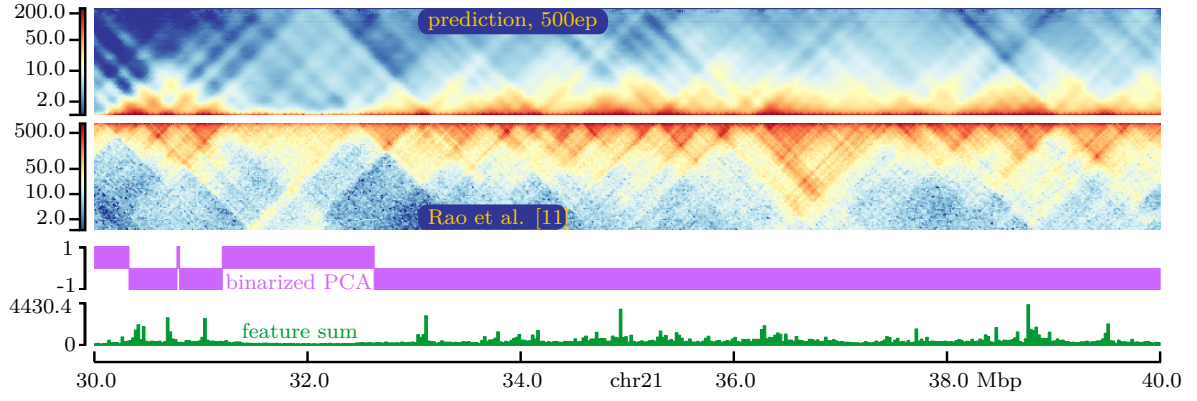 200.0
prediction, 500ep
50.0
10.0
2.0
500.0
50.0
10.0
2.0
Rao et al. [11]
1
-1
binarized PCA
4430.4
feature sum
0
30.0 32.0 34.0 chr21 36.0 38.0 Mbp 40.0